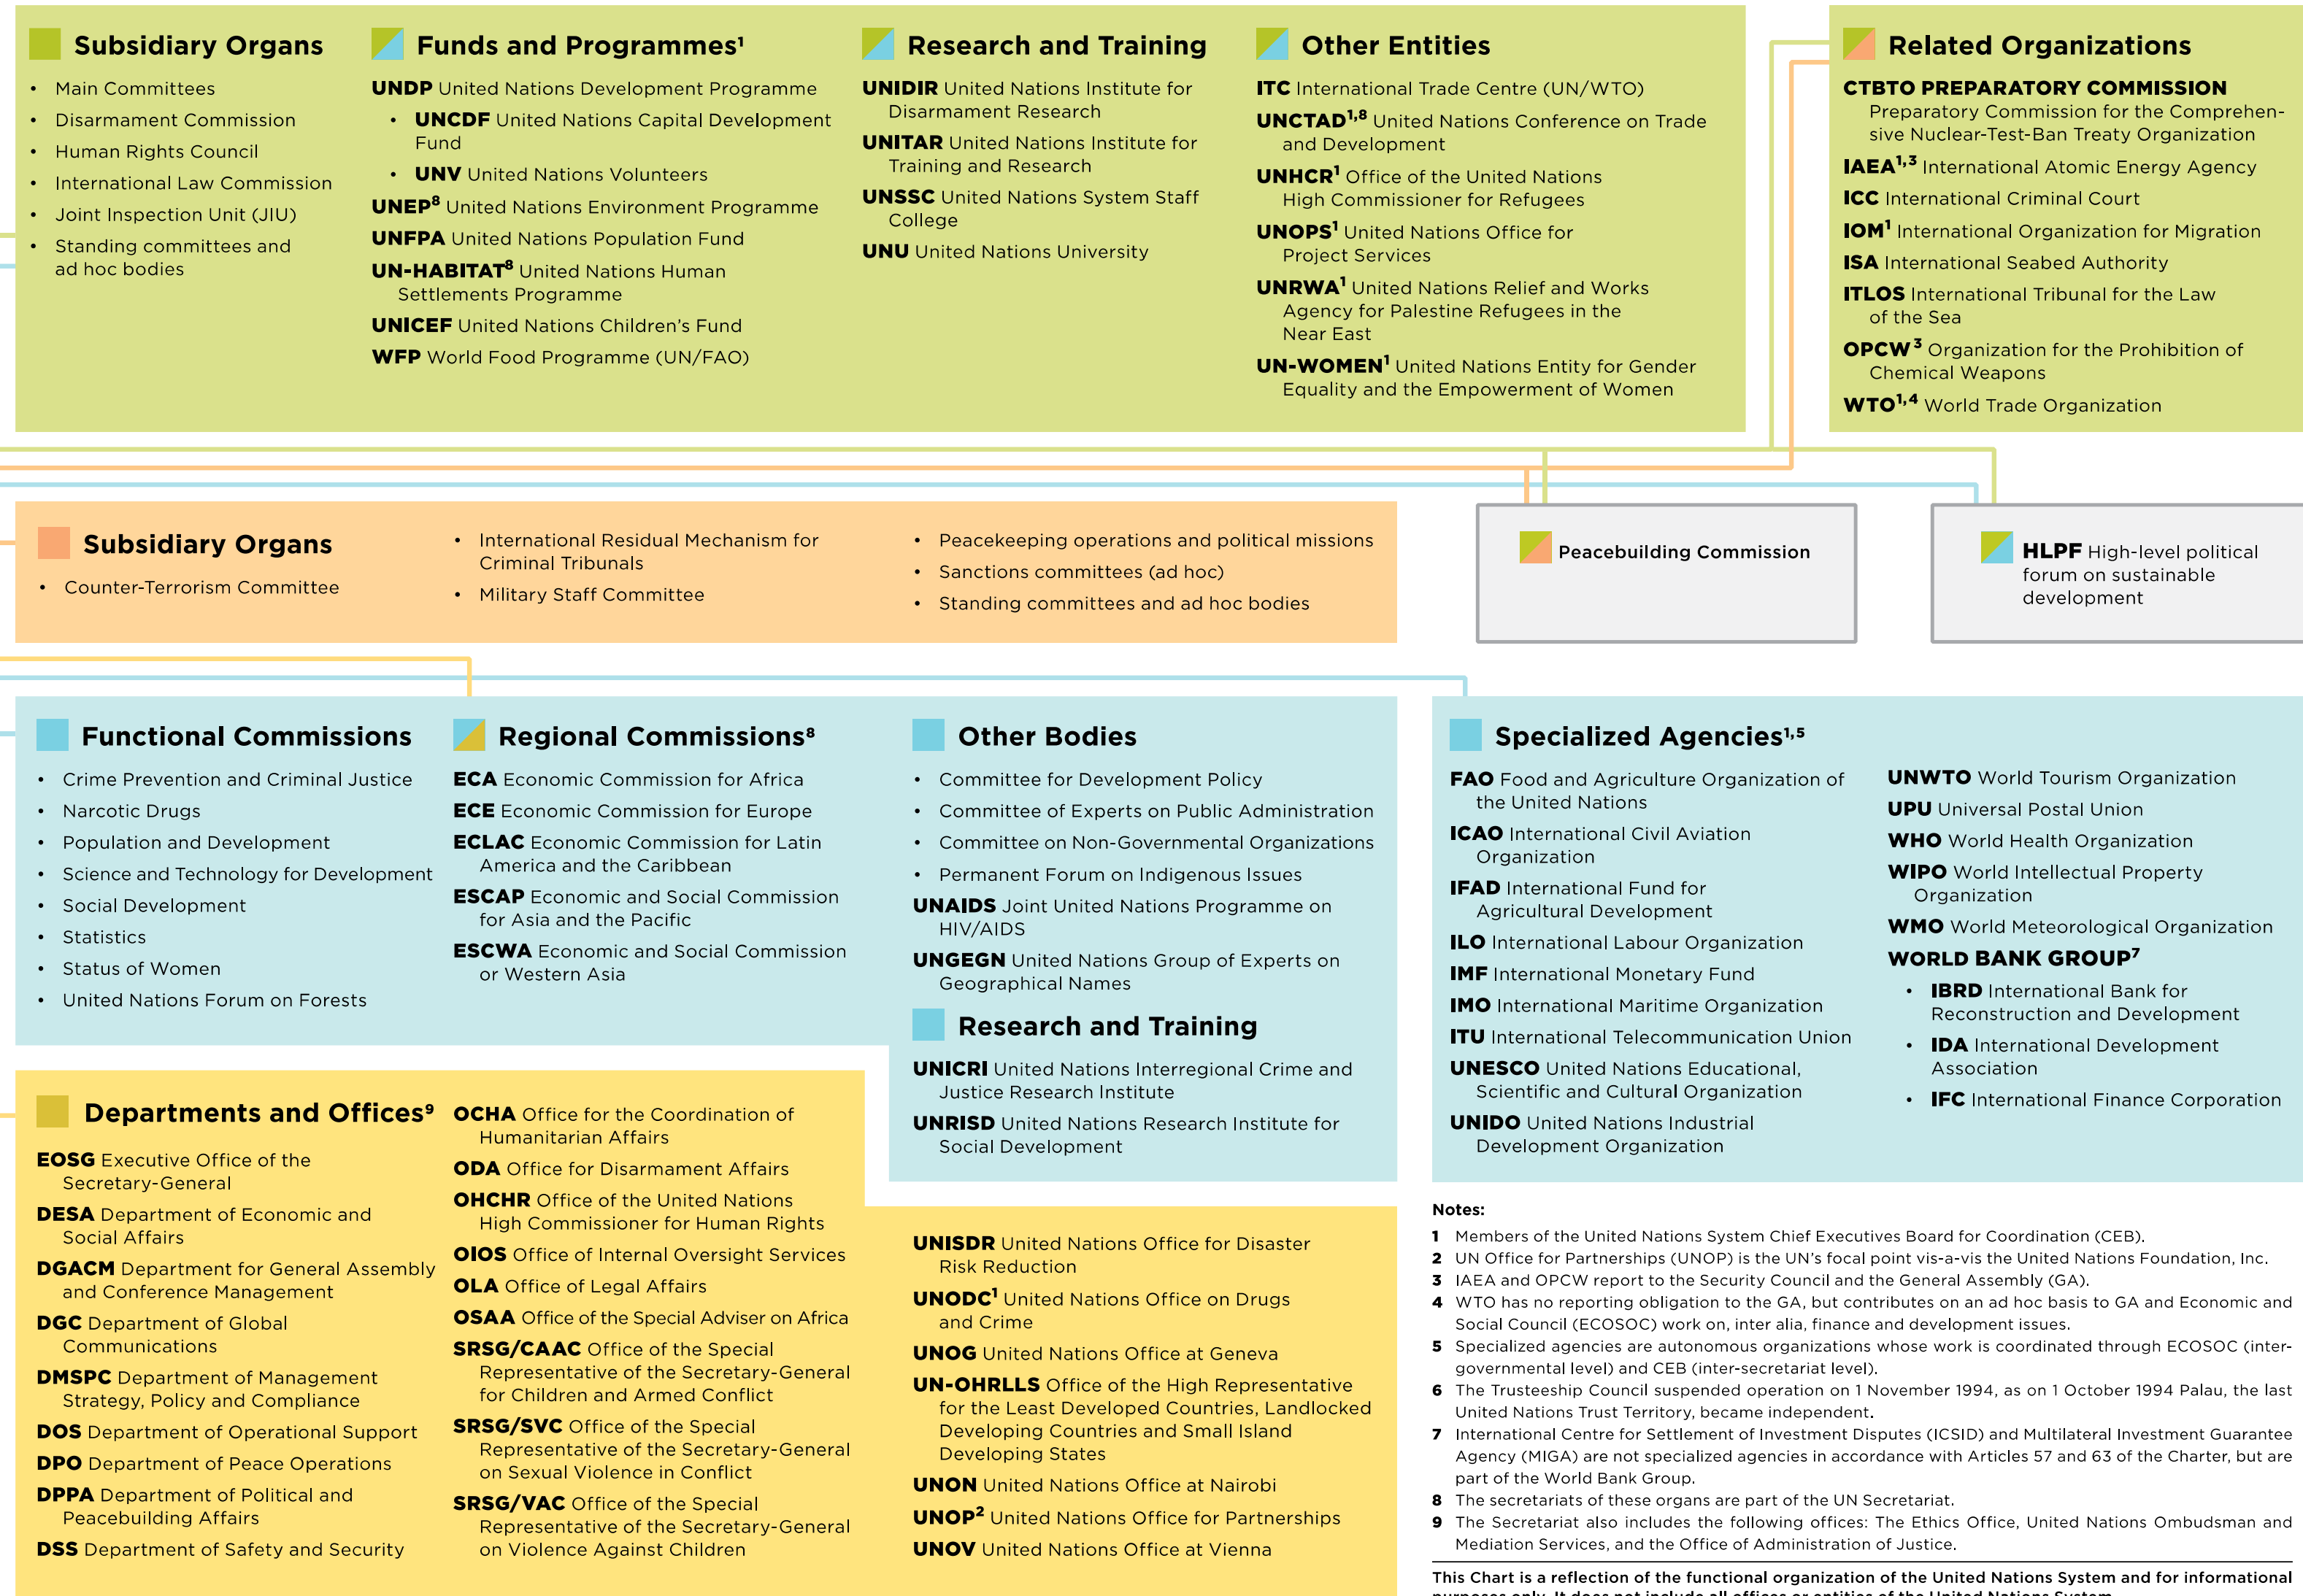 Subsidiary Organs
• Main Committees
• Disarmament Commission
• Human Rights Council
• International Law Commission
• Joint Inspection Unit (JIU)
• Standing committees and
ad hoc bodies
Funds and Programmes¹
UNDP United Nations Development Programme
• UNCDF United Nations Capital Development
Fund
• UNV United Nations Volunteers
UNEP⁸ United Nations Environment Programme
UNFPA United Nations Population Fund
UN-HABITAT⁸ United Nations Human
Settlements Programme
UNICEF United Nations Children's Fund
WFP World Food Programme (UN/FAO)
Research and Training
UNIDIR United Nations Institute for
Disarmament Research
UNITAR United Nations Institute for
Training and Research
UNSSC United Nations System Staff
College
UNU United Nations University
Other Entities
ITC International Trade Centre (UN/WTO)
UNCTAD¹,⁸ United Nations Conference on Trade
and Development
UNHCR¹ Office of the United Nations
High Commissioner for Refugees
UNOPS¹ United Nations Office for
Project Services
UNRWA¹ United Nations Relief and Works
Agency for Palestine Refugees in the
Near East
UN-WOMEN¹ United Nations Entity for Gender
Equality and the Empowerment of Women
Related Organizations
CTBTO PREPARATORY COMMISSION
Preparatory Commission for the Comprehen-
sive Nuclear-Test-Ban Treaty Organization
IAEA¹,³ International Atomic Energy Agency
ICC International Criminal Court
IOM¹ International Organization for Migration
ISA International Seabed Authority
ITLOS International Tribunal for the Law
of the Sea
OPCW³ Organization for the Prohibition of
Chemical Weapons
WTO¹,⁴ World Trade Organization
Subsidiary Organs
• Counter-Terrorism Committee
• International Residual Mechanism for
Criminal Tribunals
• Military Staff Committee
• Peacekeeping operations and political missions
• Sanctions committees (ad hoc)
• Standing committees and ad hoc bodies
Peacebuilding Commission
HLPF High-level political
forum on sustainable
development
Functional Commissions
• Crime Prevention and Criminal Justice
• Narcotic Drugs
• Population and Development
• Science and Technology for Development
• Social Development
• Statistics
• Status of Women
• United Nations Forum on Forests
Regional Commissions⁸
ECA Economic Commission for Africa
ECE Economic Commission for Europe
ECLAC Economic Commission for Latin
America and the Caribbean
ESCAP Economic and Social Commission
for Asia and the Pacific
ESCWA Economic and Social Commission
or Western Asia
Other Bodies
• Committee for Development Policy
• Committee of Experts on Public Administration
• Committee on Non-Governmental Organizations
• Permanent Forum on Indigenous Issues
UNAIDS Joint United Nations Programme on
HIV/AIDS
UNGEGN United Nations Group of Experts on
Geographical Names
Research and Training
UNICRI United Nations Interregional Crime and
Justice Research Institute
UNRISD United Nations Research Institute for
Social Development
Specialized Agencies¹,⁵
FAO Food and Agriculture Organization of
the United Nations
ICAO International Civil Aviation
Organization
IFAD International Fund for
Agricultural Development
ILO International Labour Organization
IMF International Monetary Fund
IMO International Maritime Organization
ITU International Telecommunication Union
UNESCO United Nations Educational,
Scientific and Cultural Organization
UNIDO United Nations Industrial
Development Organization
UNWTO World Tourism Organization
UPU Universal Postal Union
WHO World Health Organization
WIPO World Intellectual Property
Organization
WMO World Meteorological Organization
WORLD BANK GROUP⁷
• IBRD International Bank for
Reconstruction and Development
• IDA International Development
Association
• IFC International Finance Corporation
Departments and Offices⁹
EOSG Executive Office of the
Secretary-General
DESA Department of Economic and
Social Affairs
DGACM Department for General Assembly
and Conference Management
DGC Department of Global
Communications
DMSPC Department of Management
Strategy, Policy and Compliance
DOS Department of Operational Support
DPO Department of Peace Operations
DPPA Department of Political and
Peacebuilding Affairs
DSS Department of Safety and Security
OCHA Office for the Coordination of
Humanitarian Affairs
ODA Office for Disarmament Affairs
OHCHR Office of the United Nations
High Commissioner for Human Rights
OIOS Office of Internal Oversight Services
OLA Office of Legal Affairs
OSAA Office of the Special Adviser on Africa
SRSG/CAAC Office of the Special
Representative of the Secretary-General
for Children and Armed Conflict
SRSG/SVC Office of the Special
Representative of the Secretary-General
on Sexual Violence in Conflict
SRSG/VAC Office of the Special
Representative of the Secretary-General
on Violence Against Children
UNISDR United Nations Office for Disaster
Risk Reduction
UNODC¹ United Nations Office on Drugs
and Crime
UNOG United Nations Office at Geneva
UN-OHRLLS Office of the High Representative
for the Least Developed Countries, Landlocked
Developing Countries and Small Island
Developing States
UNON United Nations Office at Nairobi
UNOP² United Nations Office for Partnerships
UNOV United Nations Office at Vienna
Notes:
1 Members of the United Nations System Chief Executives Board for Coordination (CEB).
2 UN Office for Partnerships (UNOP) is the UN's focal point vis-a-vis the United Nations Foundation, Inc.
3 IAEA and OPCW report to the Security Council and the General Assembly (GA).
4 WTO has no reporting obligation to the GA, but contributes on an ad hoc basis to GA and Economic and
Social Council (ECOSOC) work on, inter alia, finance and development issues.
5 Specialized agencies are autonomous organizations whose work is coordinated through ECOSOC (inter-
governmental level) and CEB (inter-secretariat level).
6 The Trusteeship Council suspended operation on 1 November 1994, as on 1 October 1994 Palau, the last
United Nations Trust Territory, became independent.
7 International Centre for Settlement of Investment Disputes (ICSID) and Multilateral Investment Guarantee
Agency (MIGA) are not specialized agencies in accordance with Articles 57 and 63 of the Charter, but are
part of the World Bank Group.
8 The secretariats of these organs are part of the UN Secretariat.
9 The Secretariat also includes the following offices: The Ethics Office, United Nations Ombudsman and
Mediation Services, and the Office of Administration of Justice.
This Chart is a reflection of the functional organization of the United Nations System and for informational
purposes only. It does not include all offices or entities of the United Nations System.